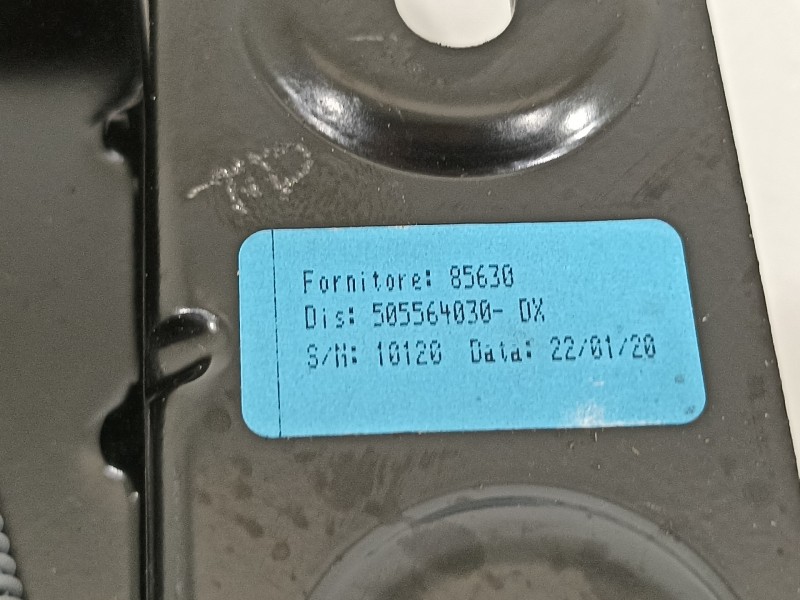 T.D
Fornitore: 85630
Dis: 505564030- DX
S/N: 10120 Data: 22/01/20